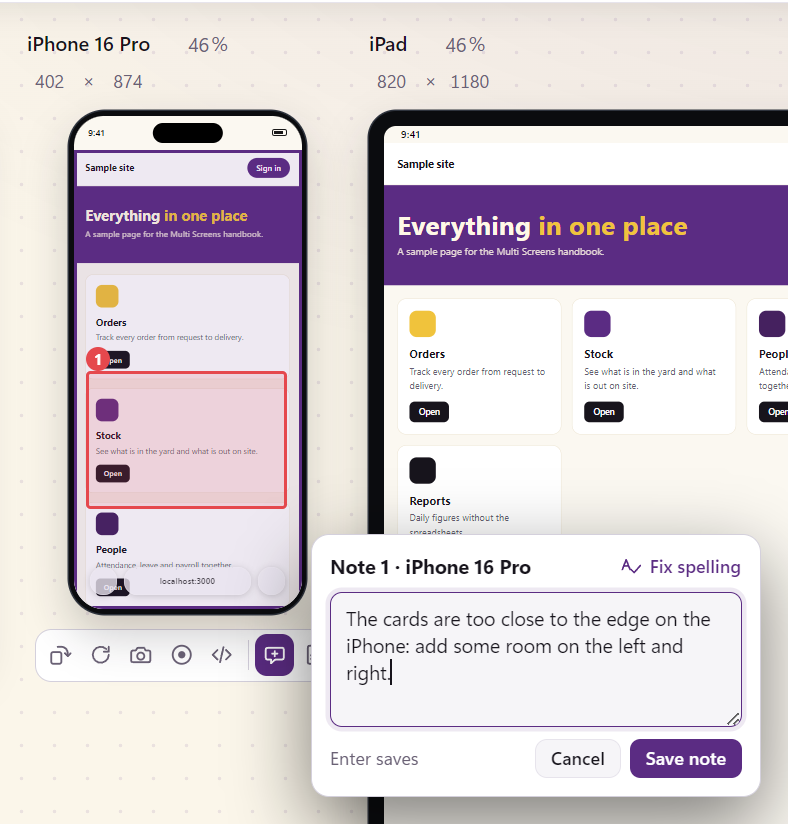 iPhone 16 Pro 46%
402 × 874
9:41
Sample site Sign in
Everything in one place
A sample page for the Multi Screens handbook.
Orders
Track every order from request to delivery.
1
Stock
See what is in the yard and what is out on site.
Open
People
Attendance, leave and payroll together
Open
localhost:3000
iPad 46%
820 × 1180
9:41
Sample site
Everything in one place
A sample page for the Multi Screens handbook.
Orders
Track every order from request to
delivery.
Open
Stock
See what is in the yard and what
is out on site.
Open
Reports
Daily figures without the
spreadsheets
Note 1 · iPhone 16 Pro Fix spelling
The cards are too close to the edge on the
iPhone: add some room on the left and
right.
Enter saves Cancel Save note